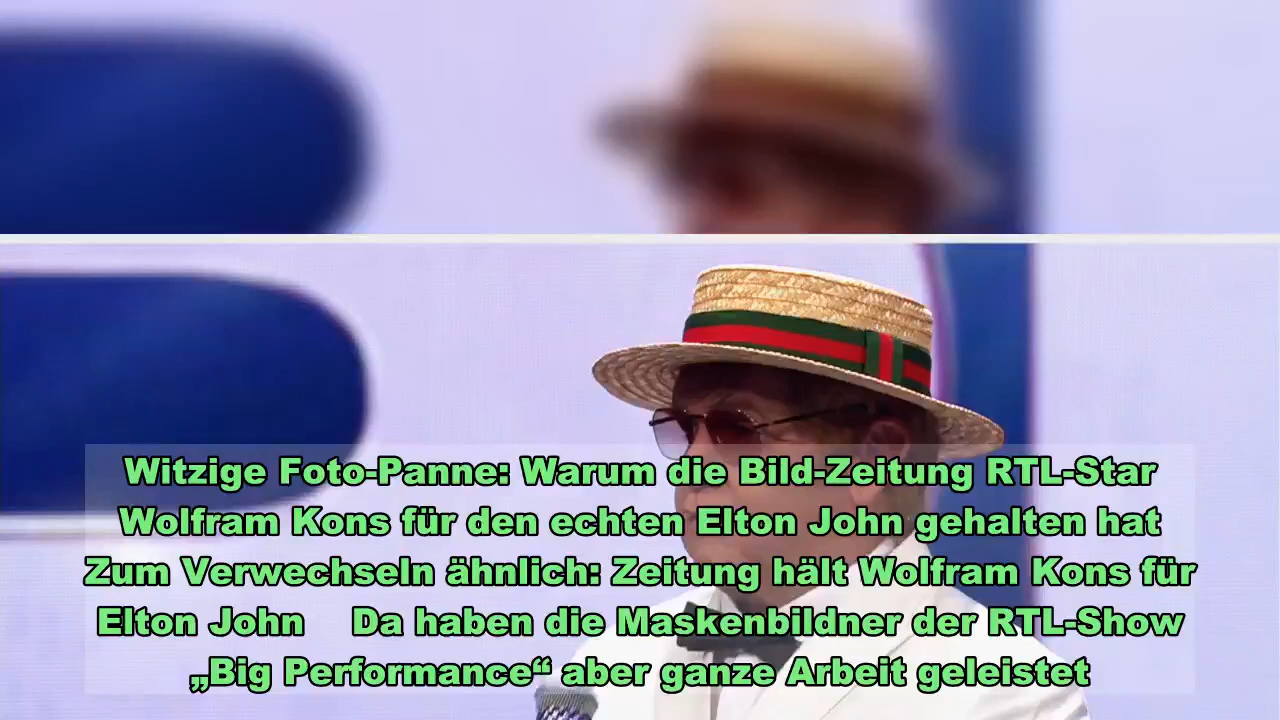 Witzige Foto-Panne: Warum die Bild-Zeitung RTL-Star
Wolfram Kons für den echten Elton John gehalten hat
Zum Verwechseln ähnlich: Zeitung hält Wolfram Kons für
Elton John Da haben die Maskenbildner der RTL-Show
„Big Performance“ aber ganze Arbeit geleistet